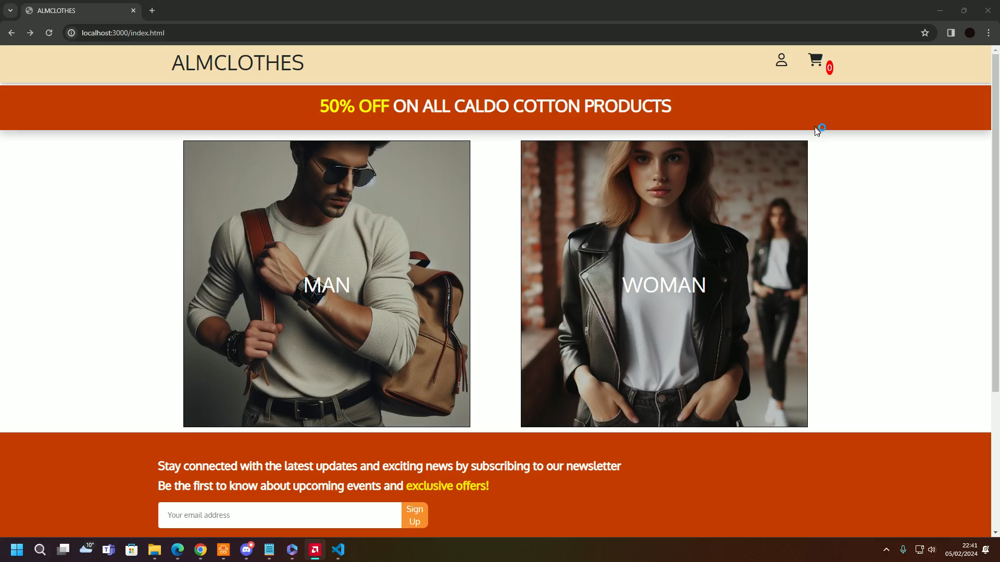 ALMCLOTHES
localhost:3000/index.html
ALMCLOTHES
0
50% OFF ON ALL CALDO COTTON PRODUCTS
MAN
WOMAN
Stay connected with the latest updates and exciting news by subscribing to our newsletter
Be the first to know about upcoming events and exclusive offers!
Your email address
Sign
Up
10°
22:41
05/02/2024